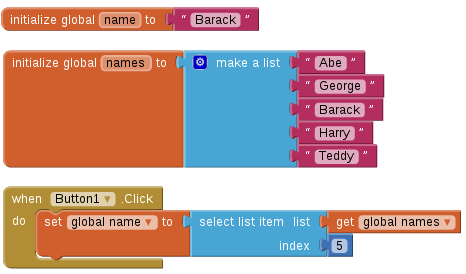 initialize global name to " Barack "
initialize global names to make a list " Abe "
" George "
" Barack "
" Harry "
" Teddy "
when Button1 .Click
do set global name to select list item list get global names
index 5